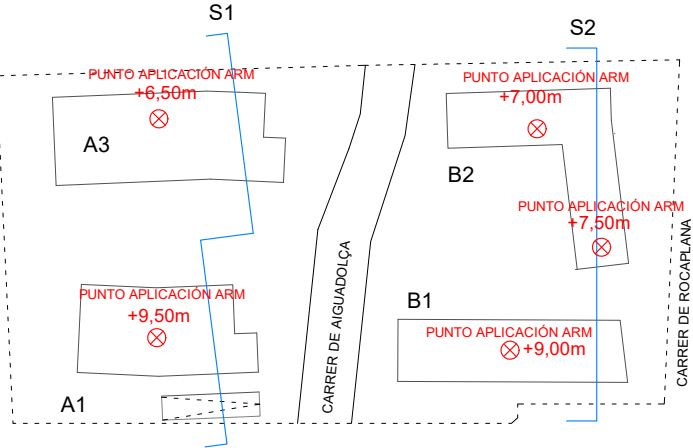 S1
S2
PUNTO APLICACIÓN ARM
+6,50m
A3
PUNTO APLICACIÓN ARM
+7,00m
B2
PUNTO APLICACIÓN ARM
+7,50m
PUNTO APLICACIÓN ARM
+9,50m
A1
CARRER DE AIGUADOLÇA
B1
PUNTO APLICACIÓN ARM
+9,00m
CARRER DE ROCAPLANA